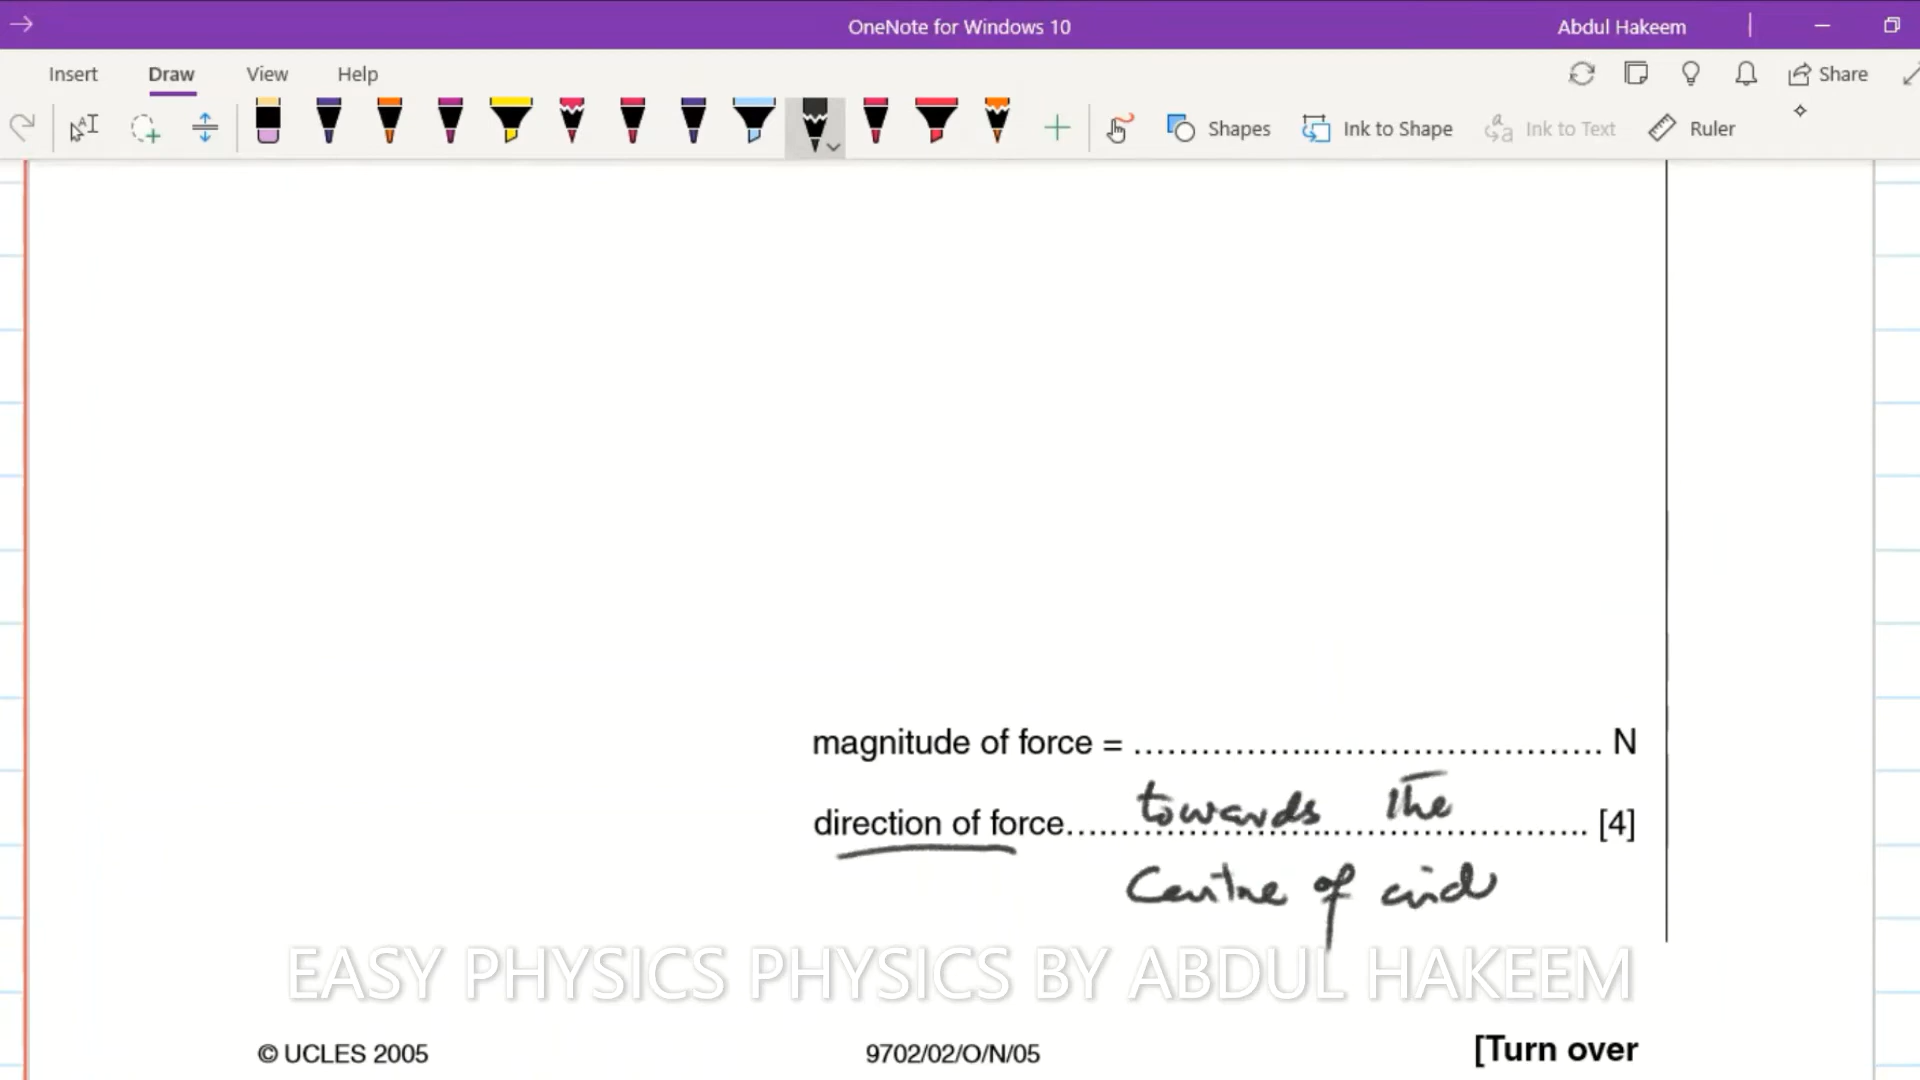 OneNote for Windows 10
Abdul Hakeem
Insert Draw View Help
Share
Shapes Ink to Shape Ink to Text Ruler
magnitude of force = .......................................... N
towards the
direction of force............................................... [4]
Centre of
EASY PHYSICS PHYSICS BY ABDUL HAKEEM
© UCLES 2005 9702/02/O/N/05 [Turn over